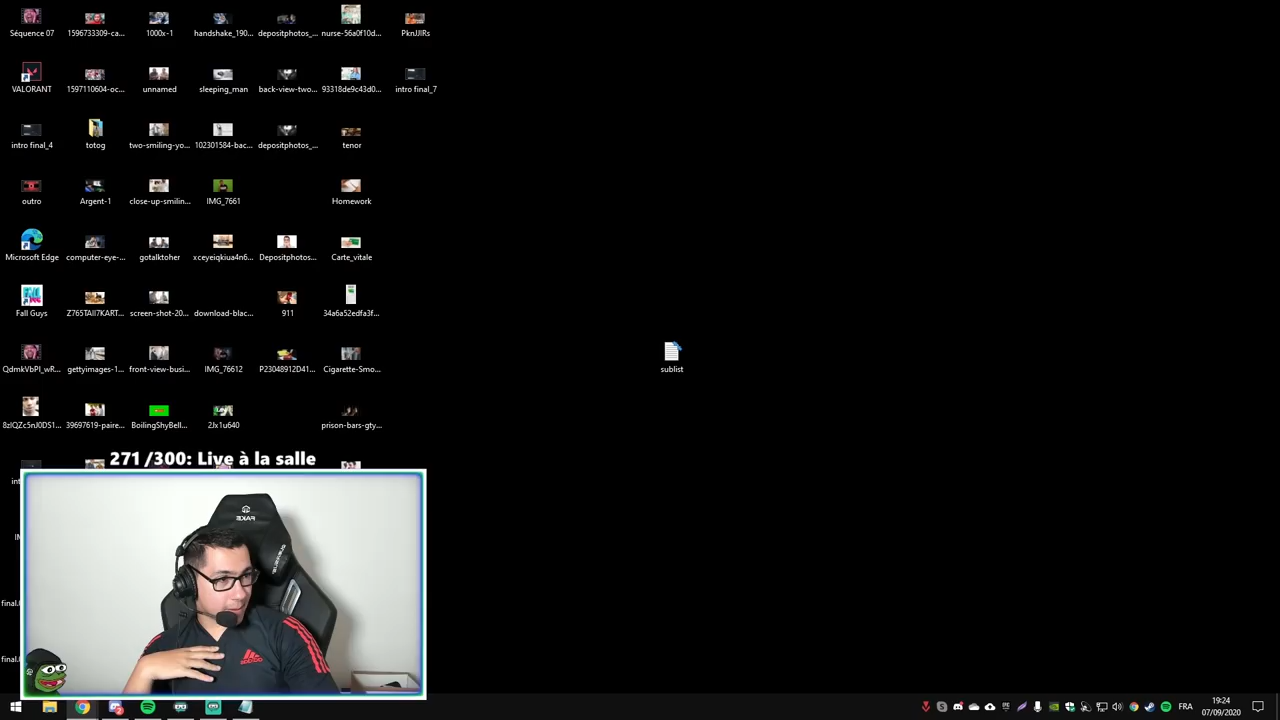 Séquence 07
1596733309-ca...
1000x-1
handshake_190...
depositphotos_...
nurse-56a0f10d...
PknJJIRs
VALORANT
1597110604-oc...
unnamed
sleeping_man
back-view-two...
93318de9c43d0...
intro final_7
intro final_4
totog
two-smiling-yo...
102301584-bac...
depositphotos_...
tenor
outro
Argent-1
close-up-smilin...
IMG_7661
Homework
Microsoft Edge
computer-eye-...
gotalktoher
xceyeiqkiua4n6...
Depositphotos...
Carte_vitale
Fall Guys
Z765TAII7KART...
screen-shot-20...
download-blac...
911
34a6a52edfa3f...
QdmkVbPI_wR...
gettyimages-1...
front-view-busi...
IMG_76612
P23048912D41...
Cigarette-Smo...
sublist
8zIQZc5nJ0DS1...
39697619-paire...
BoilingShyBell...
2Jx1u640
prison-bars-gty...
271/300: Live à la salle
adidas
FRA
19:24
07/09/2020